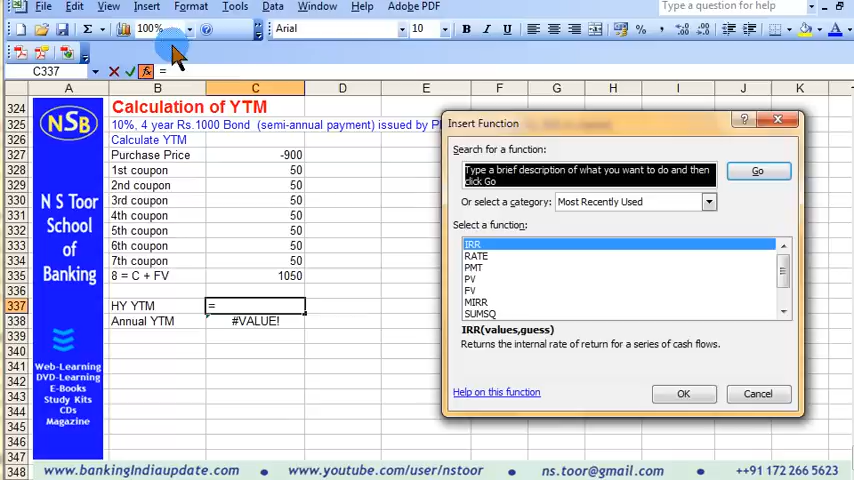 File Edit View Insert Format Tools Data Window Help Adobe PDF
Type a question for help
Σ 100% Arial 10 B I U $ %
C337 fx =
A B C D E F G H I J K
324 Calculation of YTM
325 10%, 4 year Rs.1000 Bond (semi-annual payment) issued by
326 Calculate YTM
327 Purchase Price -900
328 1st coupon 50
329 2nd coupon 50
330 3rd coupon 50
331 4th coupon 50
332 5th coupon 50
333 6th coupon 50
334 7th coupon 50
335 8 = C + FV 1050
336
337 HY YTM =
338 Annual YTM #VALUE!
339
340
341
342
343
344
345
346
347
348
NSB
N S Toor
School
of
Banking
Web-Learning
DVD-Learning
E-Books
Study Kits
CDs
Magazine
Insert Function
Search for a function:
Type a brief description of what you want to do and then
click Go
Go
Or select a category: Most Recently Used
Select a function:
IRR
RATE
PMT
PV
FV
MIRR
SUMSQ
IRR(values,guess)
Returns the internal rate of return for a series of cash flows.
Help on this function
OK Cancel
www.bankingIndiaupdate.com • www.youtube.com/user/nstoor • ns.toor@gmail.com • ++91 172 266 5623